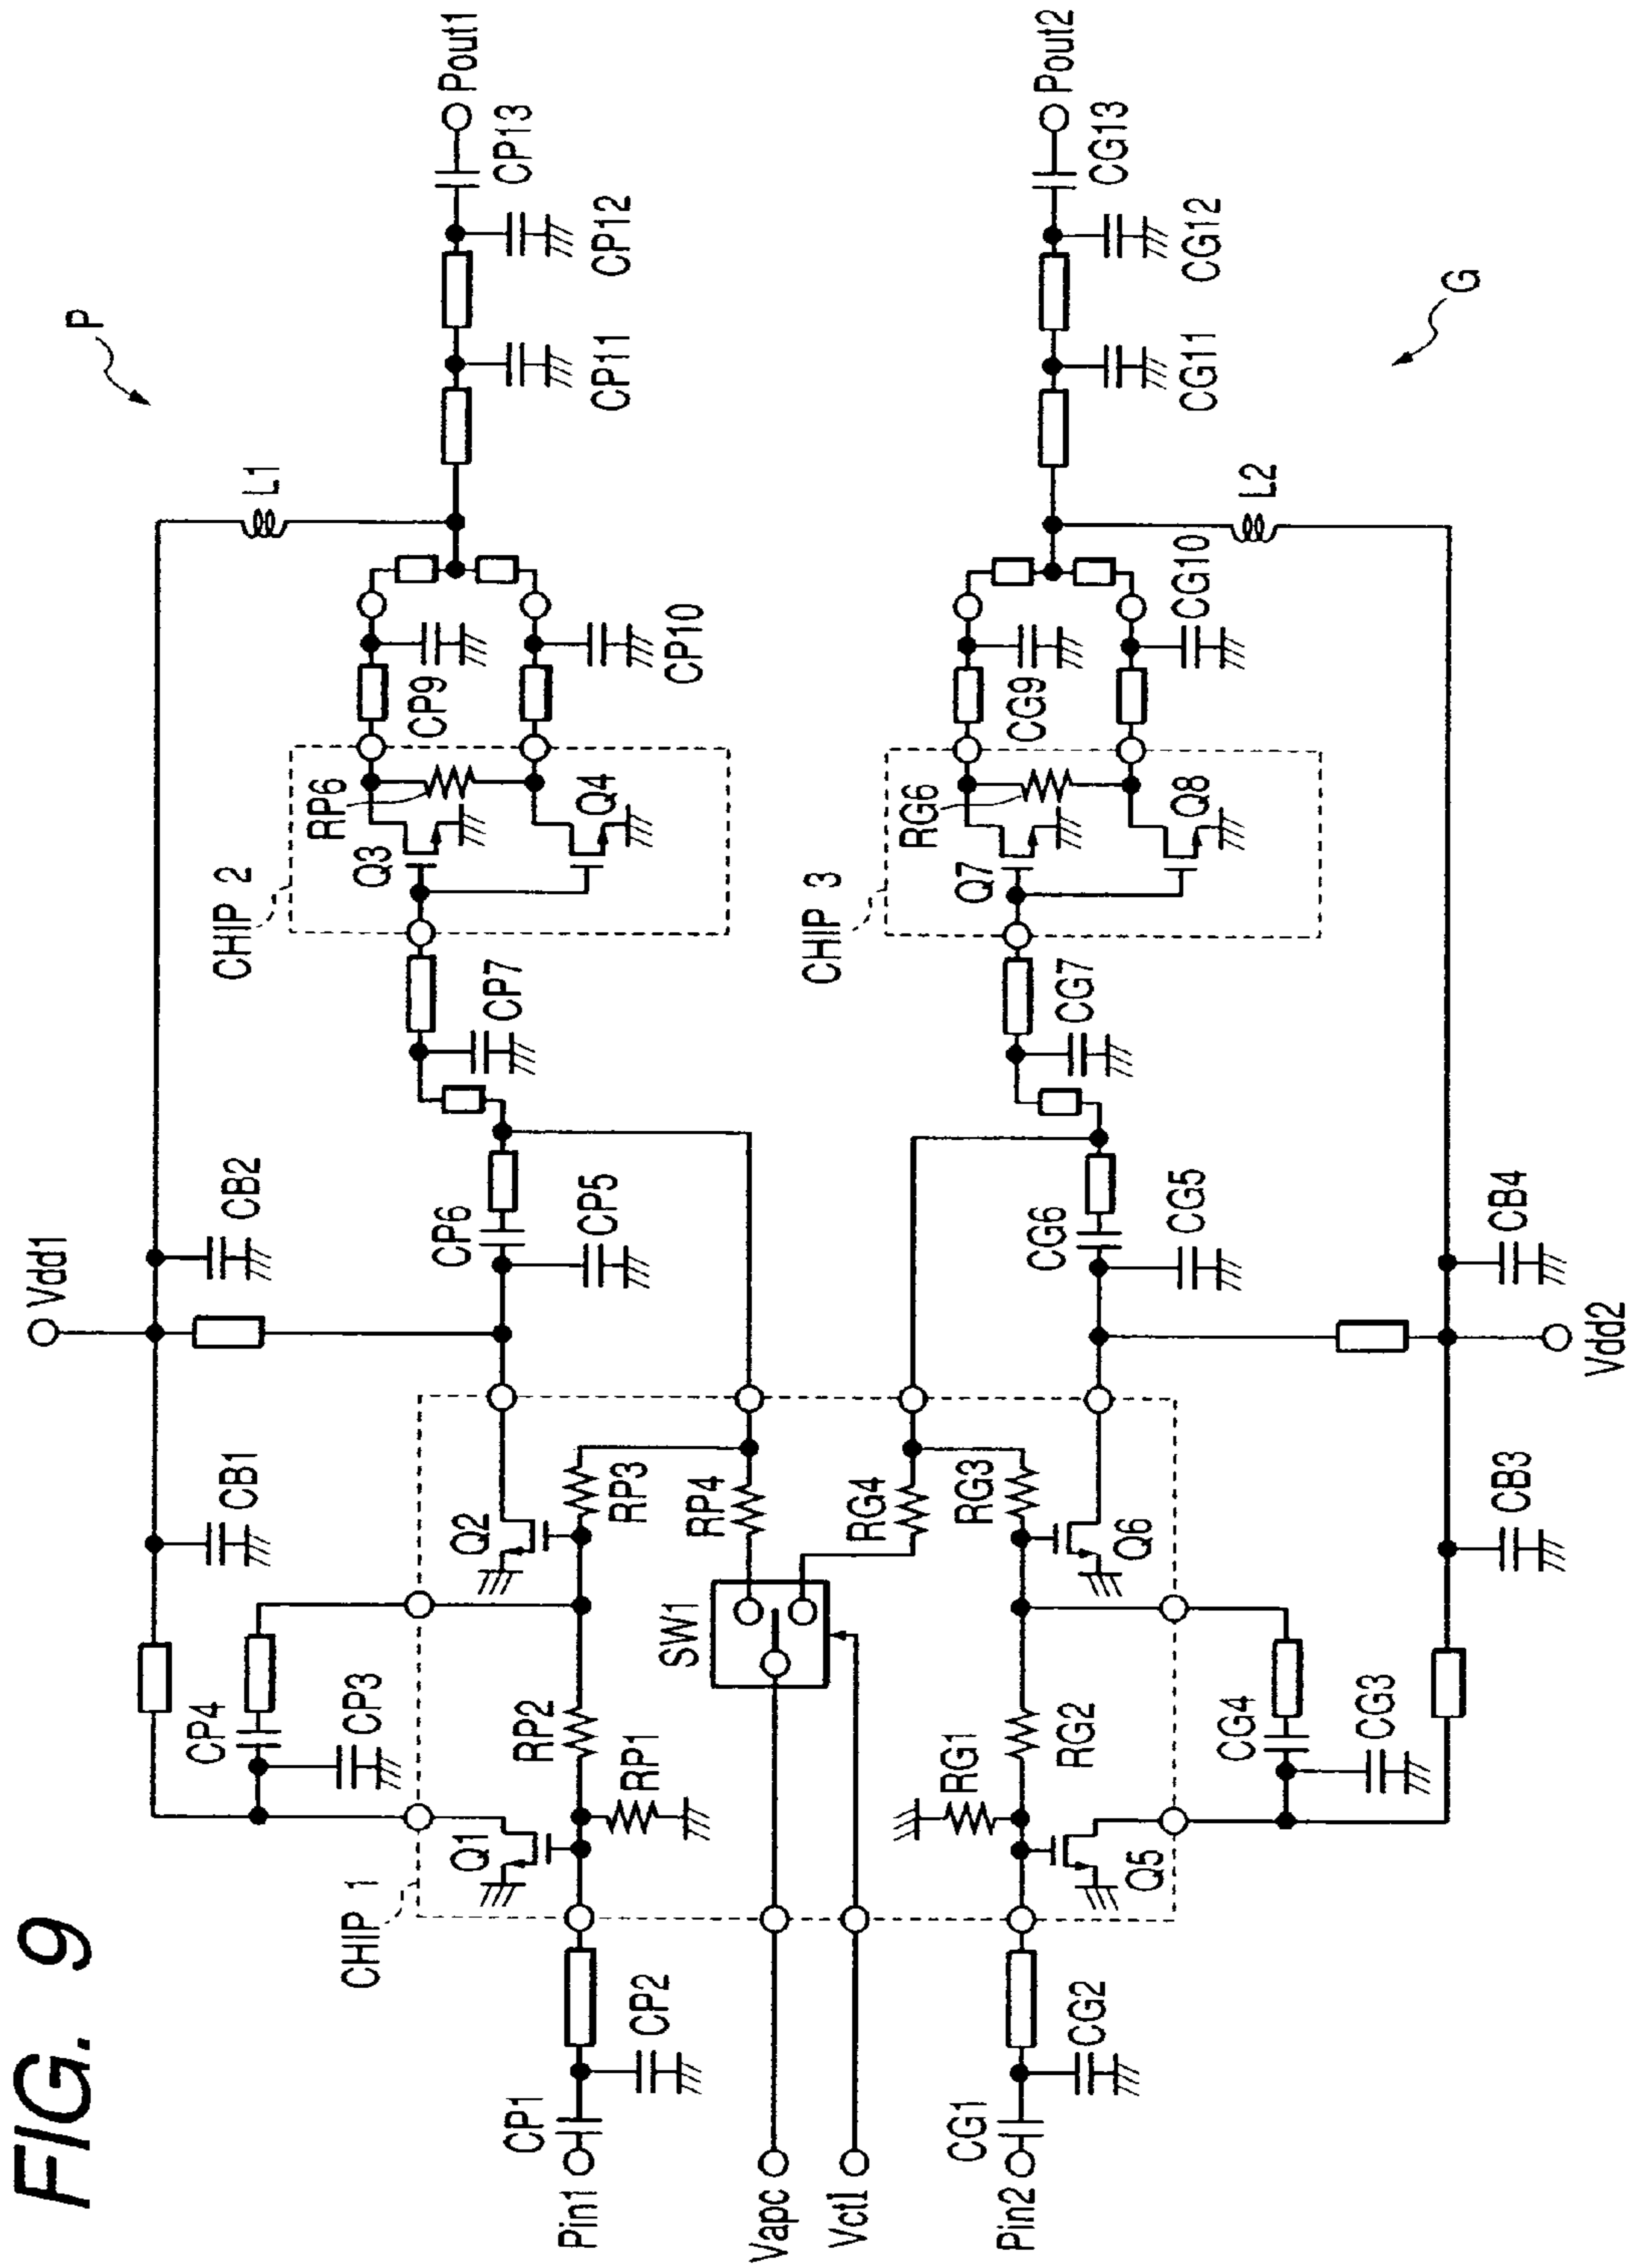 FIG. 9
P
Vdd1
CB1
CB2
L1
CP4
CP3
CHIP 1
CHIP 2
RP6
Q1
Q2
CP6
CP5
Q3
Q4
CP9
CP10
CP7
CP11
CP12
CP13
Pout1
Pin1
CP1
CP2
RP2
RP1
RP3
RP4
SW1
Vapc
Vctl
RG4
RG3
RG1
RG2
Pin2
CG1
CG2
Q5
Q6
CG6
CG5
CG7
CHIP 3
RG6
Q7
Q8
CG9
CG10
CG11
CG12
CG13
Pout2
CG4
CG3
L2
CB3
CB4
Vdd2
G